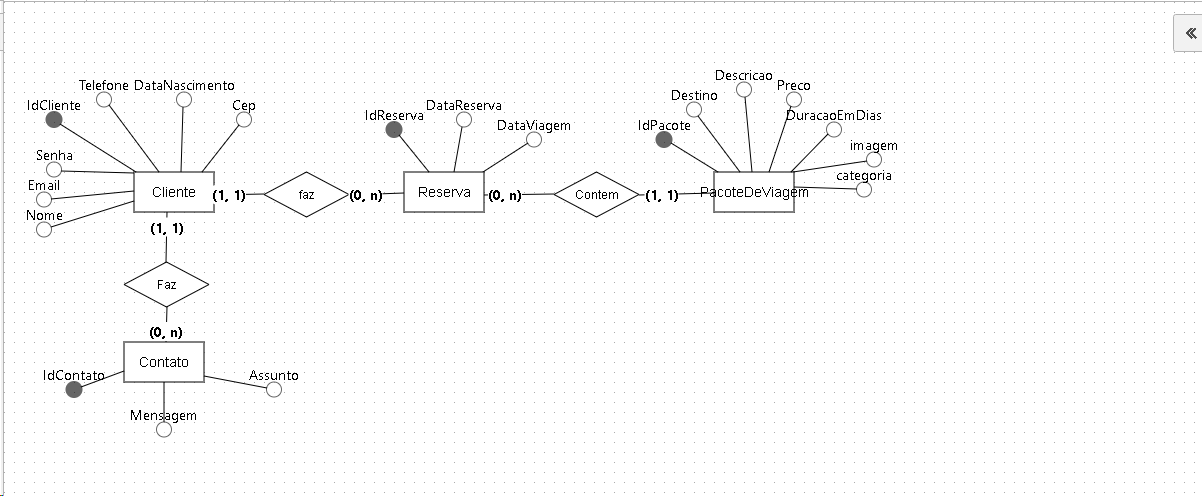 Telefone
DataNascimento
IdCliente
Cep
Senha
Email
Nome
Cliente
(1, 1)
faz
(0, n)
IdReserva
DataReserva
DataViagem
Reserva
(0, n)
Contem
(1, 1)
Descricao
Preco
Destino
DuracaoEmDias
IdPacote
imagem
categoria
PacoteDeViagem
(1, 1)
Faz
(0, n)
Contato
IdContato
Assunto
Mensagem